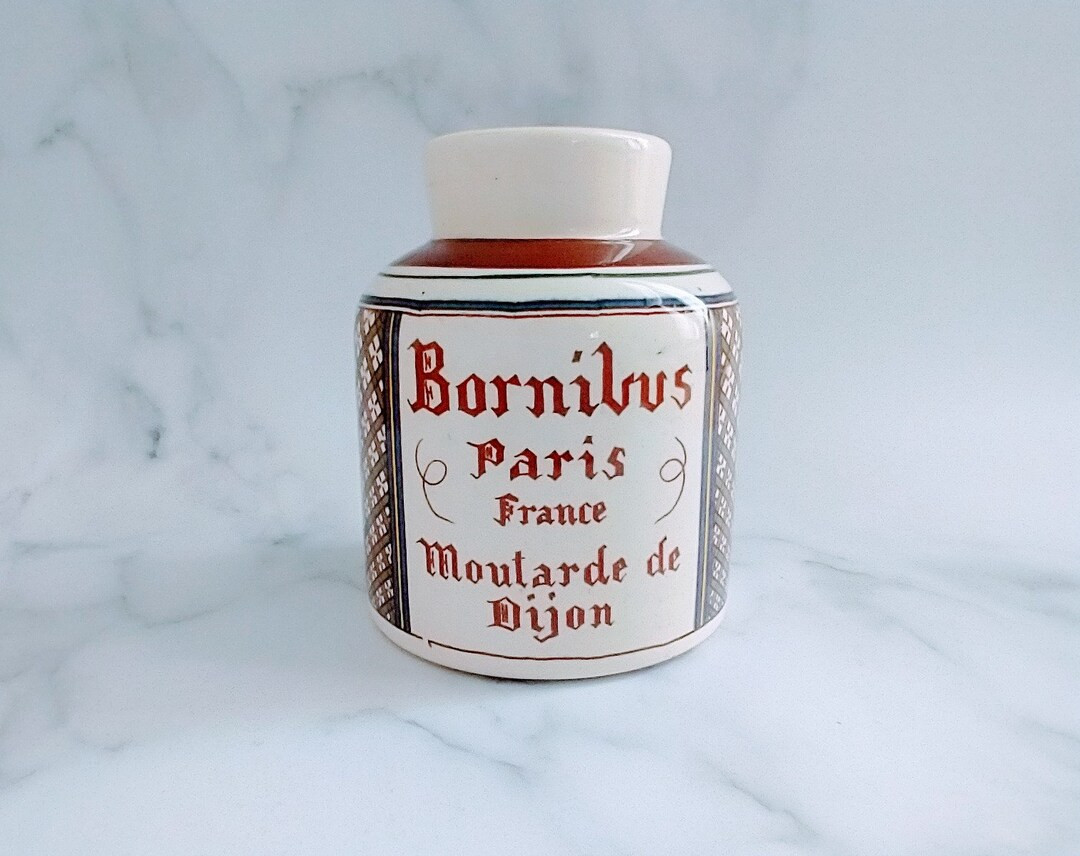 Bornibus
Paris
France
Moutarde de
Dijon